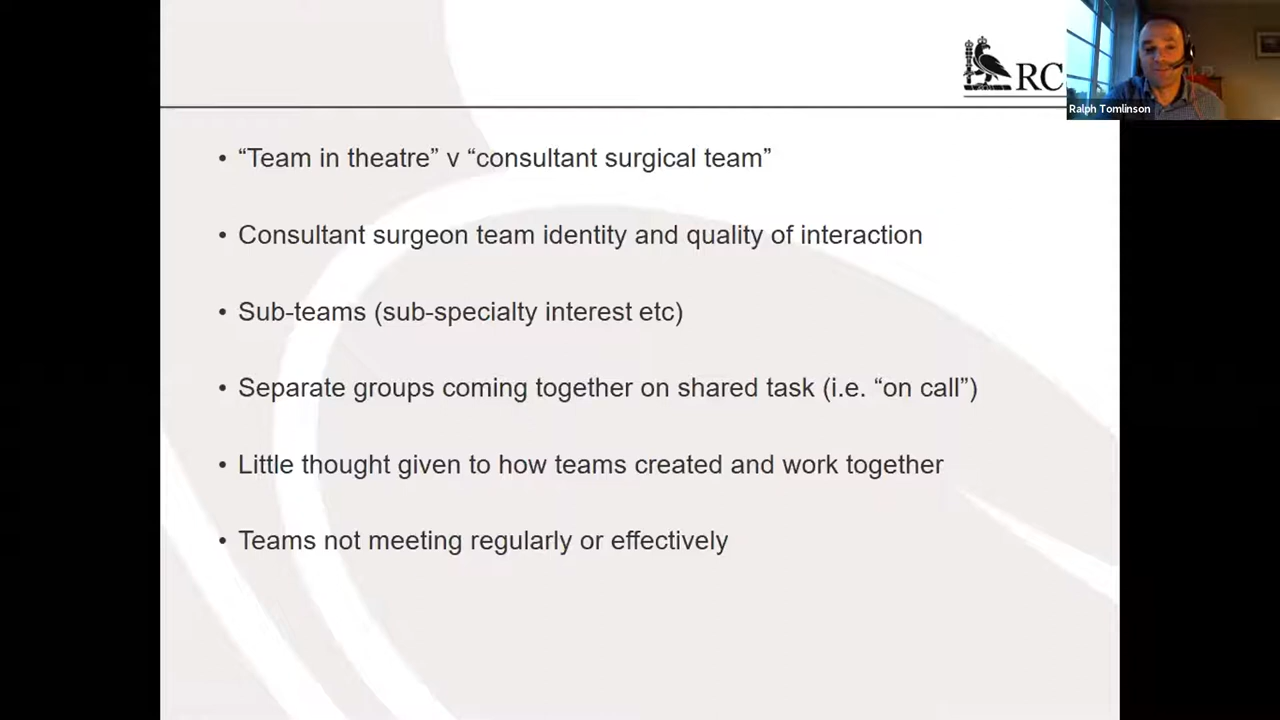 RC
Ralph Tomlinson
• “Team in theatre” v “consultant surgical team”
• Consultant surgeon team identity and quality of interaction
• Sub-teams (sub-specialty interest etc)
• Separate groups coming together on shared task (i.e. “on call”)
• Little thought given to how teams created and work together
• Teams not meeting regularly or effectively